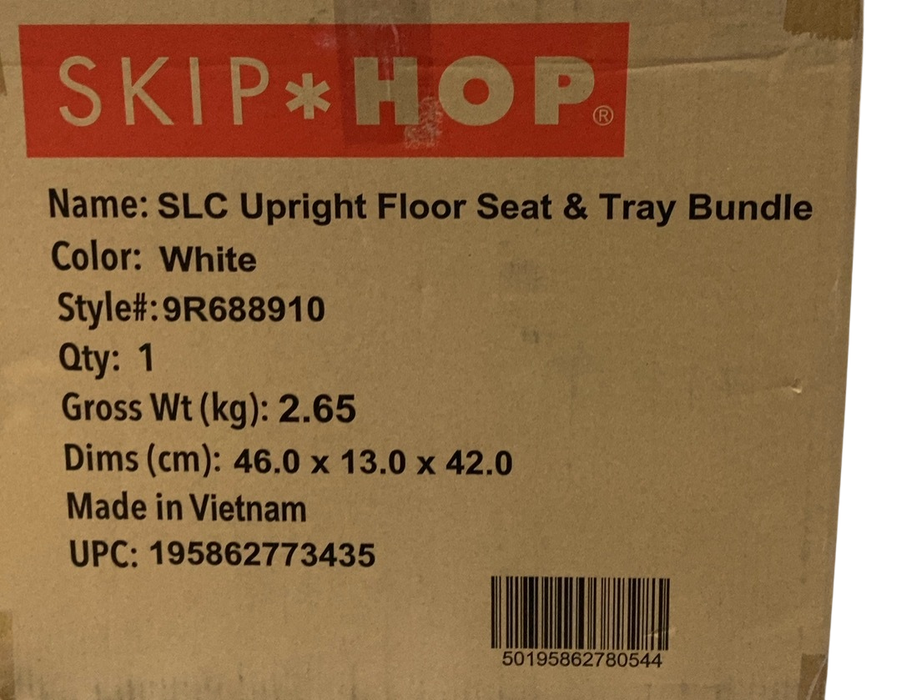 SKIP*HOP®
Name: SLC Upright Floor Seat & Tray Bundle
Color: White
Style#:9R688910
Qty: 1
Gross Wt (kg): 2.65
Dims (cm): 46.0 x 13.0 x 42.0
Made in Vietnam
UPC: 195862773435
50195862780544